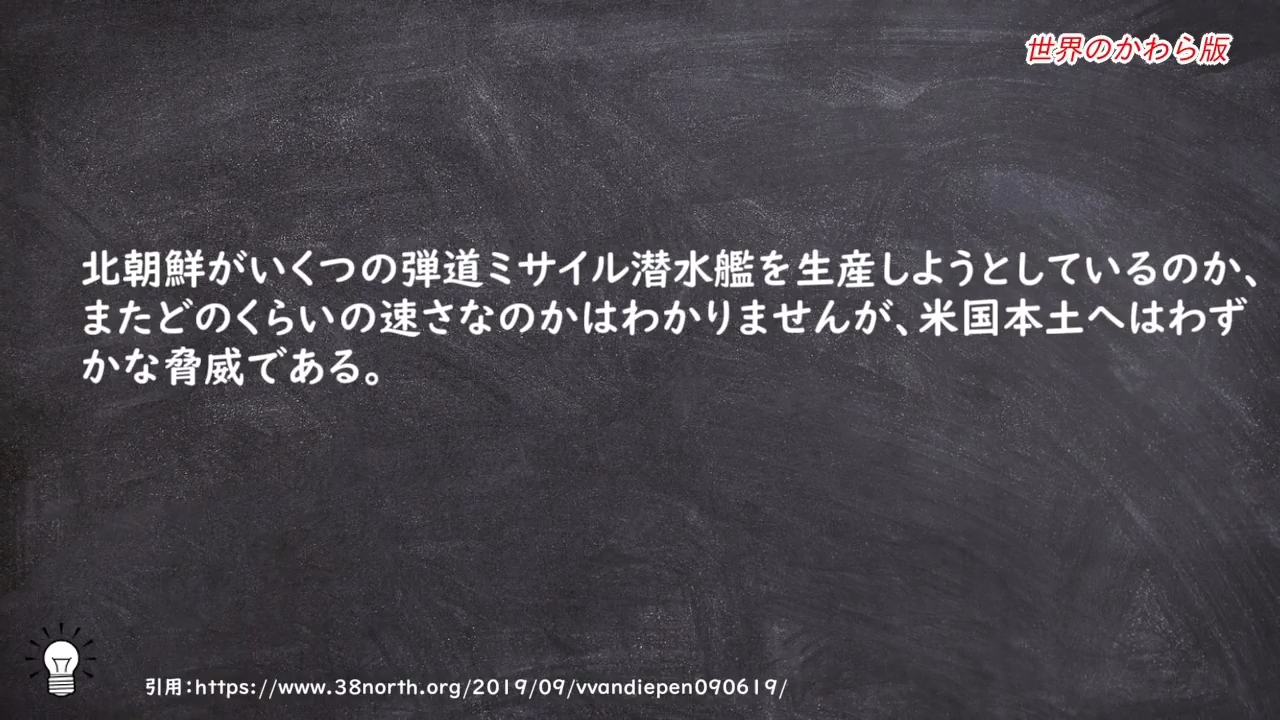 世界のかわら版
北朝鮮がいくつの弾道ミサイル潜水艦を生産しようとしているのか、
またどのくらいの速さなのかはわかりませんが、米国本土へはわず
かな脅威である。
引用：https://www.38north.org/2019/09/vvandiepen090619/